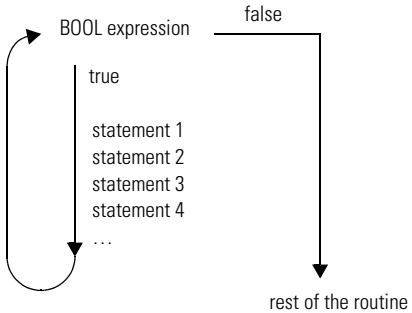 false
BOOL expression
true
statement 1
statement 2
statement 3
statement 4
...
rest of the routine